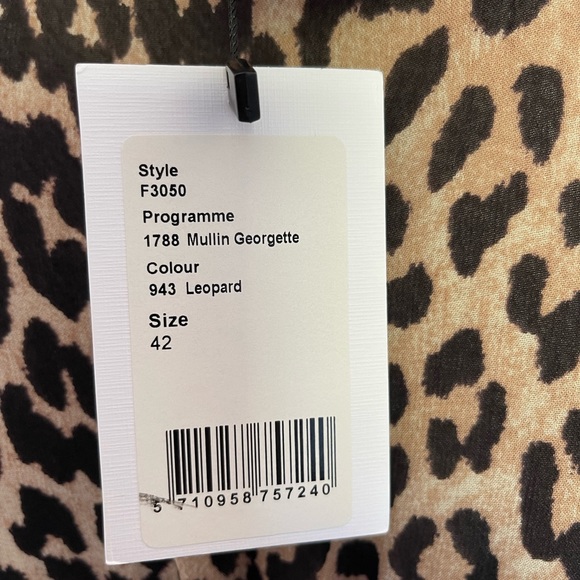 Style
F3050
Programme
1788 Mullin Georgette
Colour
943 Leopard
Size
42
5 710958 757240